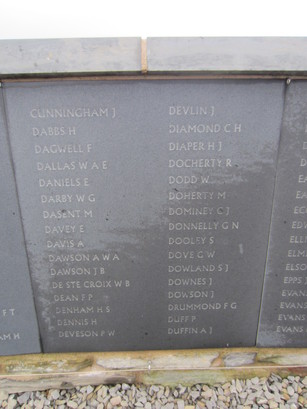 CUNNINGHAM J
DABBS H
DAGWELL F
DALLAS W A E
DANIELS E
DARBY W G
DASENT M
DAVEY E
DAVIS A
DAWSON A W A
DAWSON J B
DE STE CROIX W B
DEAN F P
DENHAM H S
DENNIS H
DEVESON P W
DEVLIN J
DIAMOND C H
DIAPER H J
DOCHERTY R
DODD W
DOHERTY M
DOMINEY C J
DONNELLY G N
DOOLEY S
DOVE G W
DOWLAND S J
DOWNES J
DOWSON J
DRUMMOND F G
DUFF P
DUFFIN A J